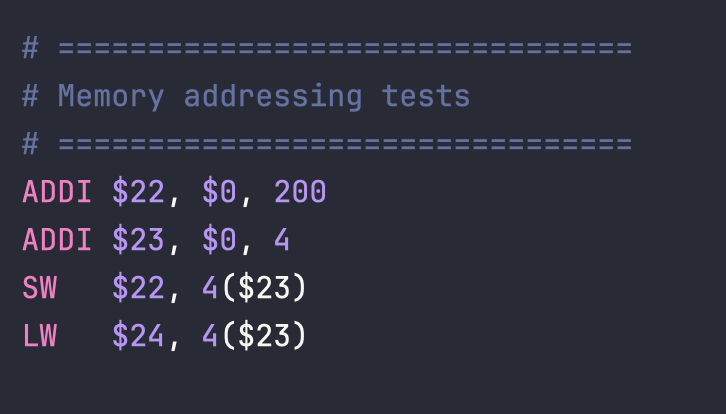 # ================================
# Memory addressing tests
# ================================
ADDI $22, $0, 200
ADDI $23, $0, 4
SW   $22, 4($23)
LW   $24, 4($23)